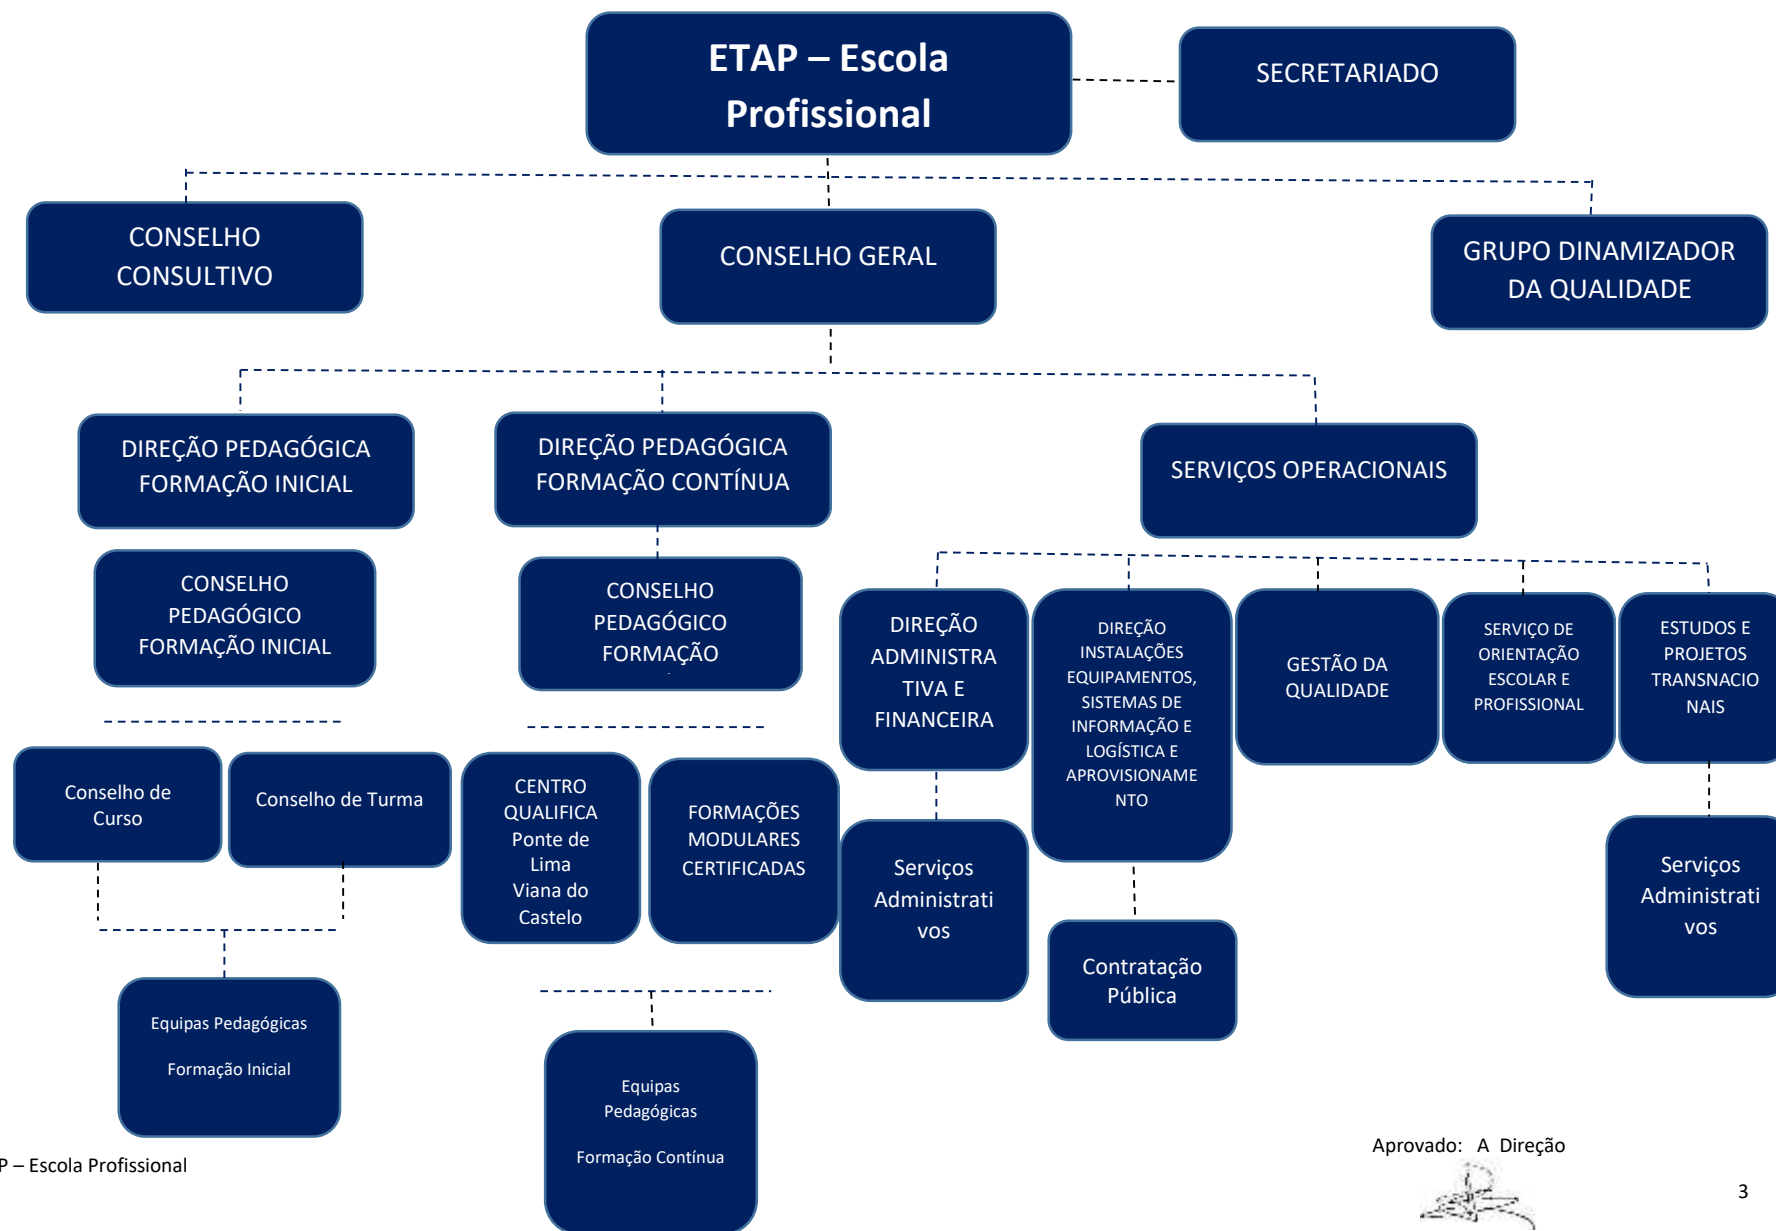 ETAP – Escola
Profissional
SECRETARIADO
CONSELHO
CONSULTIVO
CONSELHO GERAL
GRUPO DINAMIZADOR
DA QUALIDADE
DIREÇÃO PEDAGÓGICA
FORMAÇÃO INICIAL
DIREÇÃO PEDAGÓGICA
FORMAÇÃO CONTÍNUA
SERVIÇOS OPERACIONAIS
CONSELHO
PEDAGÓGICO
FORMAÇÃO INICIAL
CONSELHO
PEDAGÓGICO
FORMAÇÃO
DIREÇÃO
ADMINISTRA
TIVA E
FINANCEIRA
DIREÇÃO
INSTALAÇÕES
EQUIPAMENTOS,
SISTEMAS DE
INFORMAÇÃO E
LOGÍSTICA E
APROVISIONAME
NTO
GESTÃO DA
QUALIDADE
SERVIÇO DE
ORIENTAÇÃO
ESCOLAR E
PROFISSIONAL
ESTUDOS E
PROJETOS
TRANSNACIO
NAIS
Conselho de
Curso
Conselho de Turma
CENTRO
QUALIFICA
Ponte de
Lima
Viana do
Castelo
FORMAÇÕES
MODULARES
CERTIFICADAS
Serviços
Administrati
vos
Contratação
Pública
Serviços
Administrati
vos
Equipas Pedagógicas
Formação Inicial
Equipas
Pedagógicas
Formação Contínua
P – Escola Profissional
Aprovado: A Direção
3